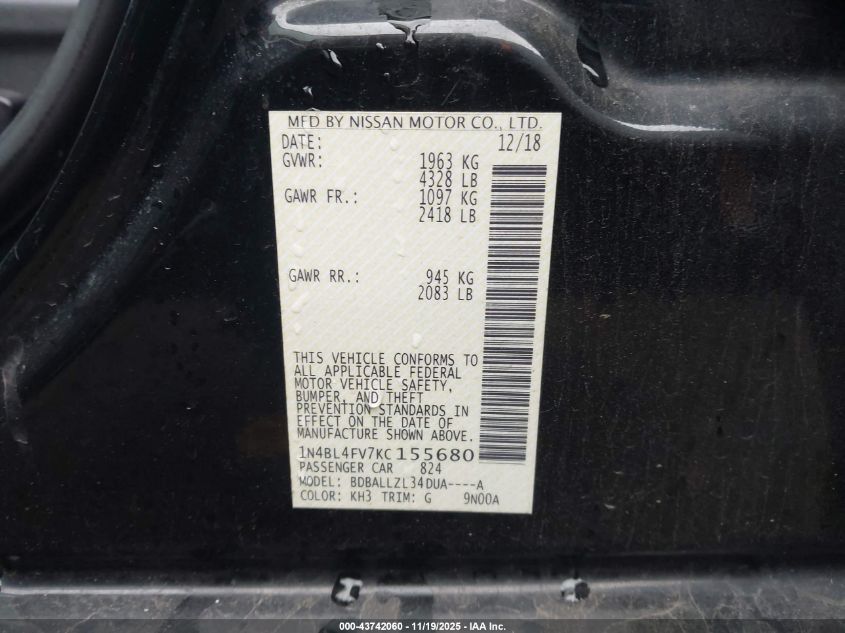 MFD BY NISSAN MOTOR CO., LTD.
DATE: 12/18
GVWR: 1963 KG
4328 LB
GAWR FR.: 1097 KG
2418 LB
GAWR RR.: 945 KG
2083 LB
THIS VEHICLE CONFORMS TO
ALL APPLICABLE FEDERAL
MOTOR VEHICLE SAFETY,
BUMPER, AND THEFT
PREVENTION STANDARDS IN
EFFECT ON THE DATE OF
MANUFACTURE SHOWN ABOVE.
1N4BL4FV7KC155680
PASSENGER CAR 824
MODEL: BDBALLZL34DUA----A
COLOR: KH3 TRIM: G 9N00A
000-43742060 - 11/19/2025 - IAA Inc.